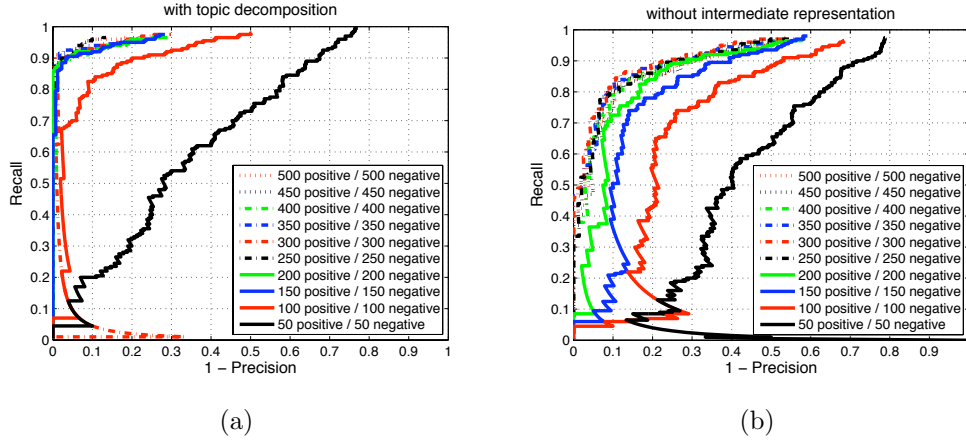 with topic decomposition
1
0.9
0.8
0.7
0.6
0.5
0.4
0.3
0.2
0.1
0
Recall
500 positive / 500 negative
450 positive / 450 negative
400 positive / 400 negative
350 positive / 350 negative
300 positive / 300 negative
250 positive / 250 negative
200 positive / 200 negative
150 positive / 150 negative
100 positive / 100 negative
50 positive / 50 negative
0 0.1 0.2 0.3 0.4 0.5 0.6 0.7 0.8 0.9 1
1 − Precision
(a)
without intermediate representation
1
0.9
0.8
0.7
0.6
0.5
0.4
0.3
0.2
0.1
0
Recall
500 positive / 500 negative
450 positive / 450 negative
400 positive / 400 negative
350 positive / 350 negative
300 positive / 300 negative
250 positive / 250 negative
200 positive / 200 negative
150 positive / 150 negative
100 positive / 100 negative
50 positive / 50 negative
0 0.1 0.2 0.3 0.4 0.5 0.6 0.7 0.8 0.9
1 − Precision
(b)